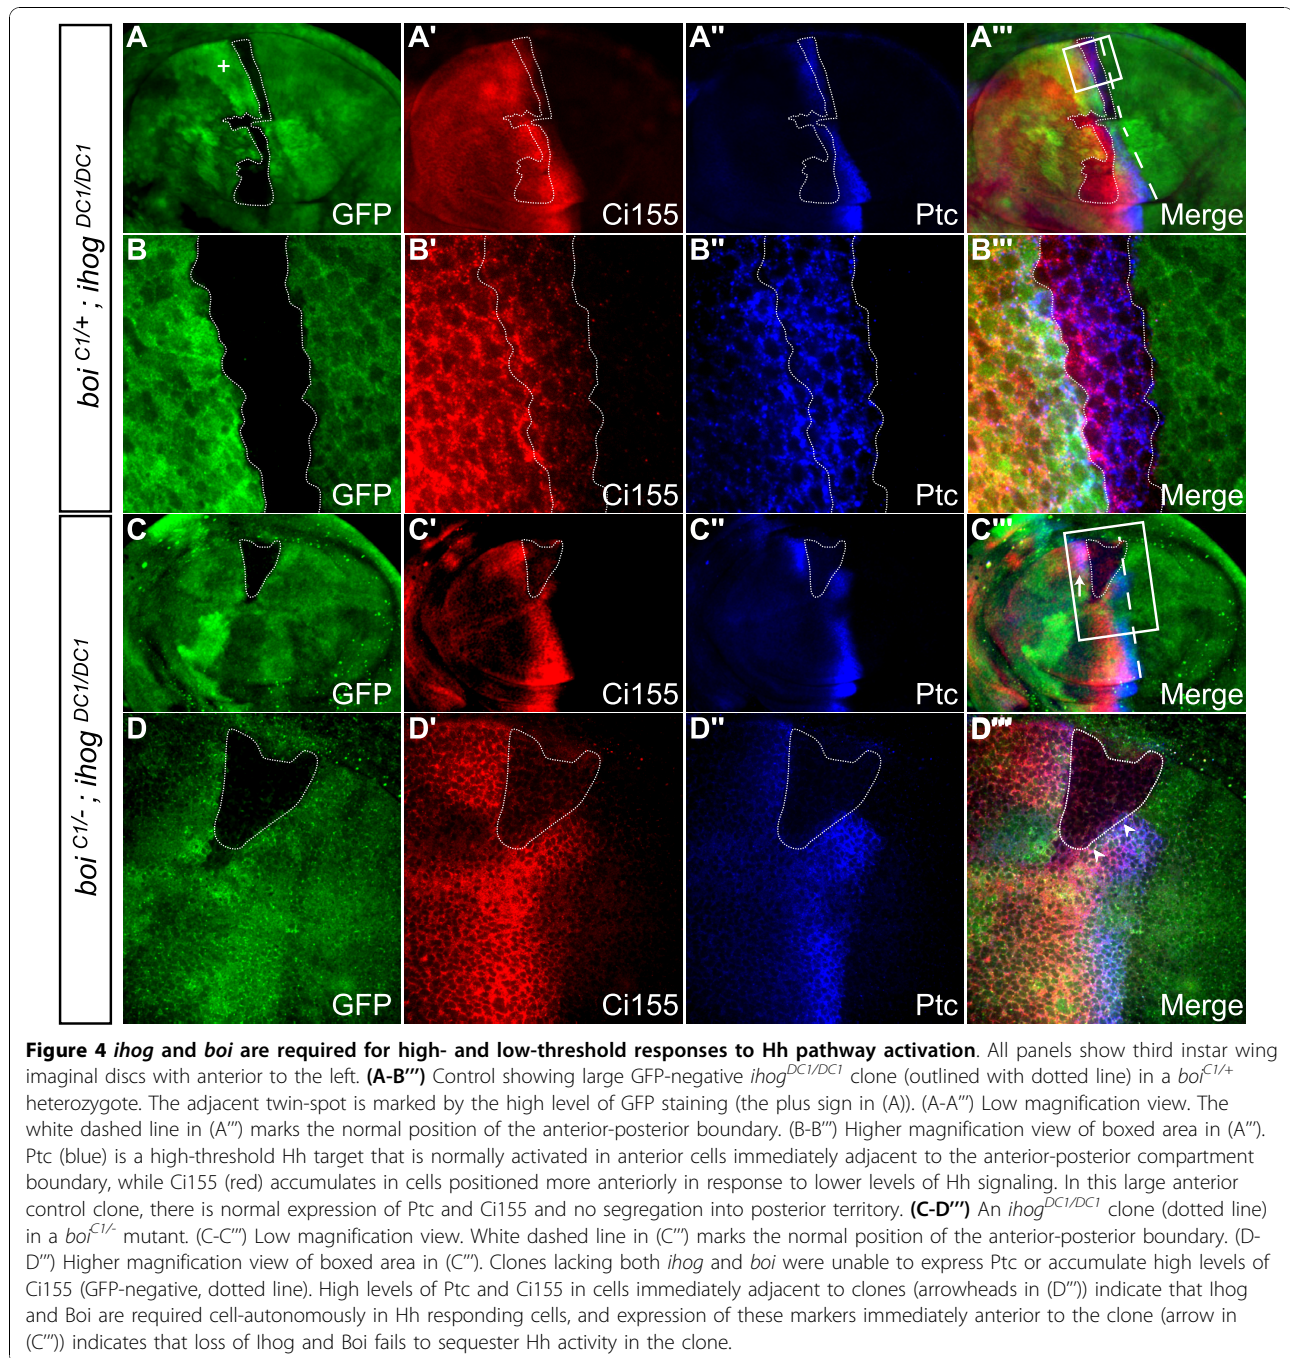 boi C1/+ ; ihog DC1/DC1
A
+
GFP
A'
Ci155
A"
Ptc
A'''
Merge
B
GFP
B'
Ci155
B"
Ptc
B'''
Merge
boi C1/- ; ihog DC1/DC1
C
GFP
C'
Ci155
C"
Ptc
C'''
Merge
D
GFP
D'
Ci155
D"
Ptc
D'''
Merge
Figure 4 ihog and boi are required for high- and low-threshold responses to Hh pathway activation. All panels show third instar wing
imaginal discs with anterior to the left. (A-B''') Control showing large GFP-negative ihog^DC1/DC1 clone (outlined with dotted line) in a boi^C1/+
heterozygote. The adjacent twin-spot is marked by the high level of GFP staining (the plus sign in (A)). (A-A''') Low magnification view. The
white dashed line in (A''') marks the normal position of the anterior-posterior boundary. (B-B''') Higher magnification view of boxed area in (A''').
Ptc (blue) is a high-threshold Hh target that is normally activated in anterior cells immediately adjacent to the anterior-posterior compartment
boundary, while Ci155 (red) accumulates in cells positioned more anteriorly in response to lower levels of Hh signaling. In this large anterior
control clone, there is normal expression of Ptc and Ci155 and no segregation into posterior territory. (C-D''') An ihog^DC1/DC1 clone (dotted line)
in a boi^C1/- mutant. (C-C''') Low magnification view. White dashed line in (C''') marks the normal position of the anterior-posterior boundary. (D-
D''') Higher magnification view of boxed area in (C'''). Clones lacking both ihog and boi were unable to express Ptc or accumulate high levels of
Ci155 (GFP-negative, dotted line). High levels of Ptc and Ci155 in cells immediately adjacent to clones (arrowheads in (D''')) indicate that Ihog
and Boi are required cell-autonomously in Hh responding cells, and expression of these markers immediately anterior to the clone (arrow in
(C''')) indicates that loss of Ihog and Boi fails to sequester Hh activity in the clone.